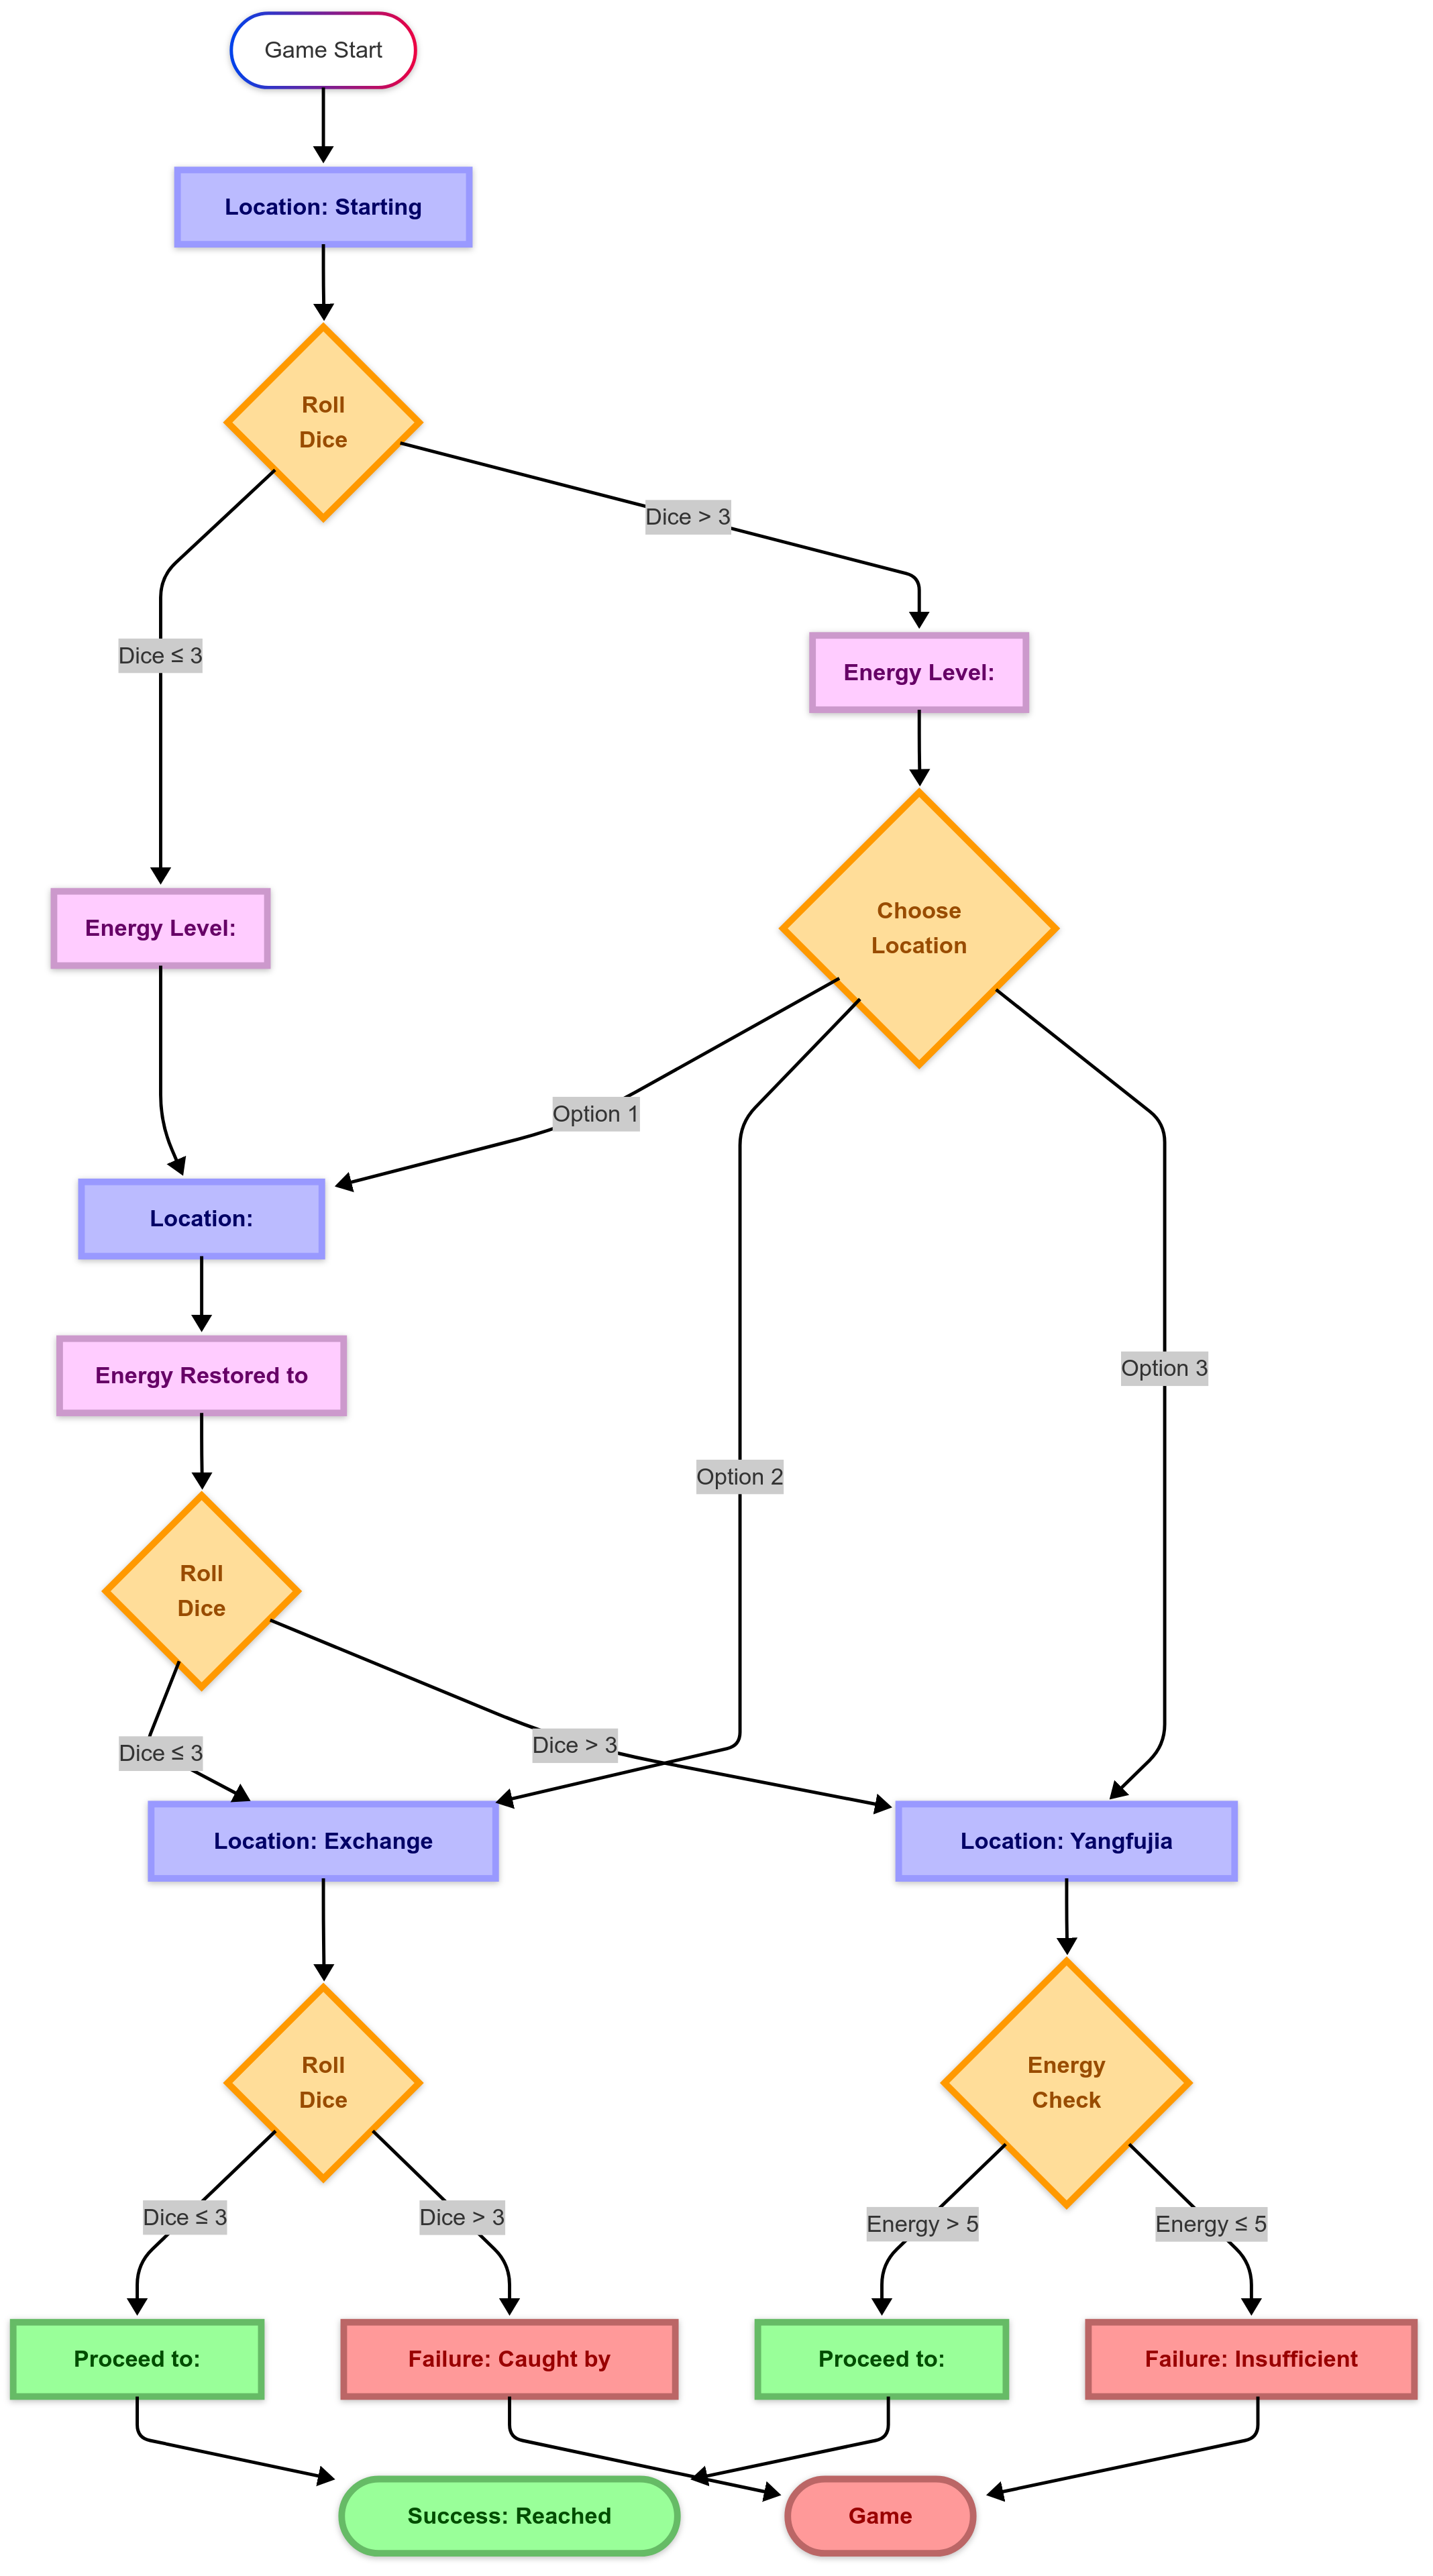 Game Start
Location: Starting
Roll
Dice
Dice > 3
Dice ≤ 3
Energy Level:
Energy Level:
Choose
Location
Option 1
Location:
Energy Restored to
Option 3
Option 2
Roll
Dice
Dice ≤ 3
Dice > 3
Location: Exchange
Location: Yangfujia
Roll
Dice
Energy
Check
Dice ≤ 3
Dice > 3
Energy > 5
Energy ≤ 5
Proceed to:
Failure: Caught by
Proceed to:
Failure: Insufficient
Success: Reached
Game